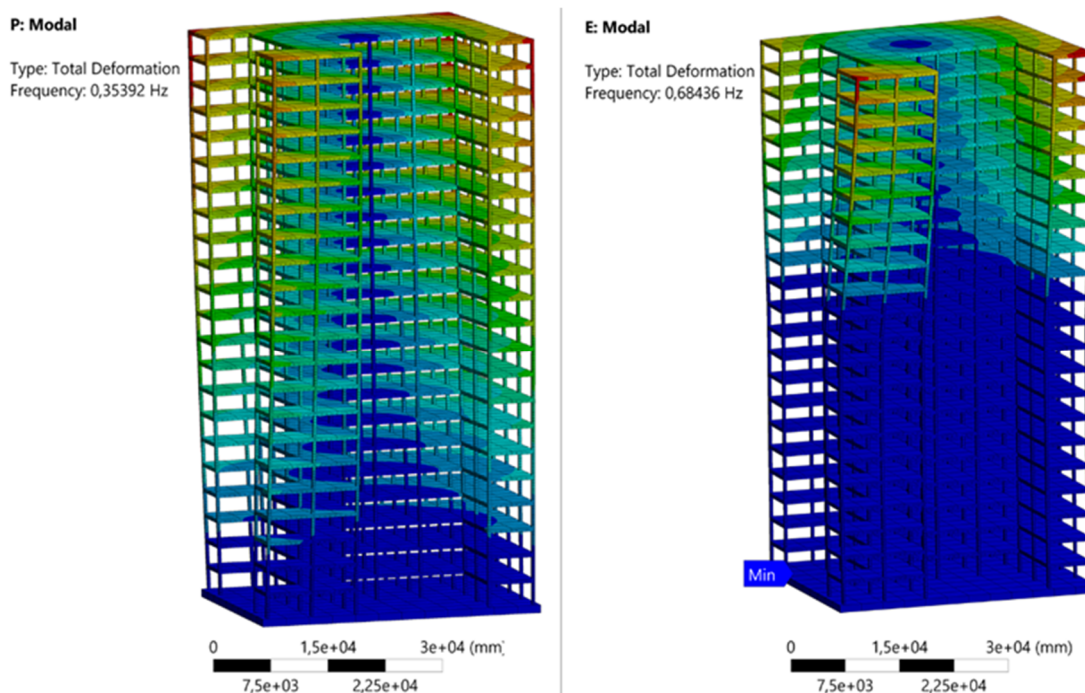 P: Modal
Type: Total Deformation
Frequency: 0,35392 Hz
0 1,5e+04 3e+04 (mm)
7,5e+03 2,25e+04
E: Modal
Type: Total Deformation
Frequency: 0,68436 Hz
Min
0 1,5e+04 3e+04 (mm)
7,5e+03 2,25e+04